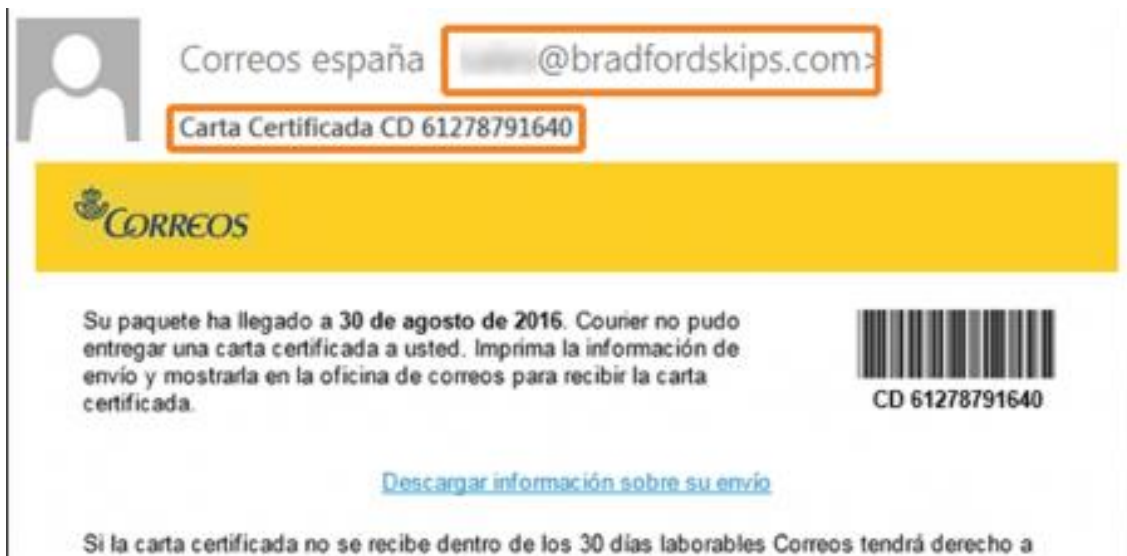 Correos españa @bradfordskips.com>
Carta Certificada CD 61278791640
CORREOS
Su paquete ha llegado a 30 de agosto de 2016. Courier no pudo
entregar una carta certificada a usted. Imprima la información de
envío y mostrarla en la oficina de correos para recibir la carta
certificada.
CD 61278791640
Descargar información sobre su envío
Si la carta certificada no se recibe dentro de los 30 días laborables Correos tendrá derecho a